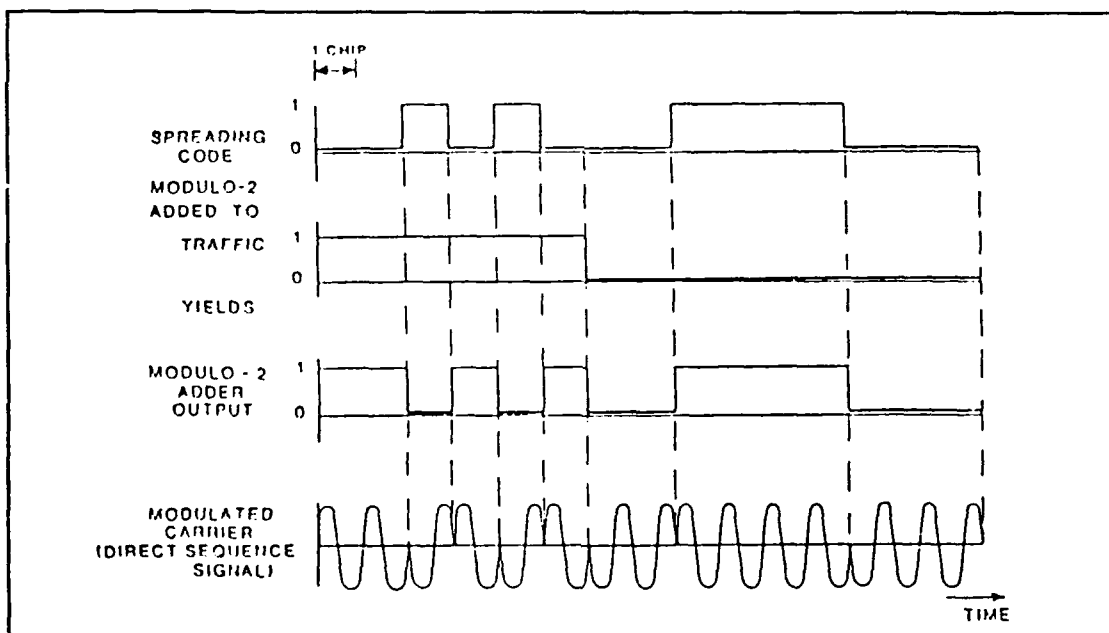 1 CHIP
1
SPREADING
CODE
0
MODULO-2
ADDED TO
1
TRAFFIC
0
YIELDS
1
MODULO - 2
ADDER
OUTPUT
0
MODULATED
CARRIER
(DIRECT SEQUENCE
SIGNAL)
TIME